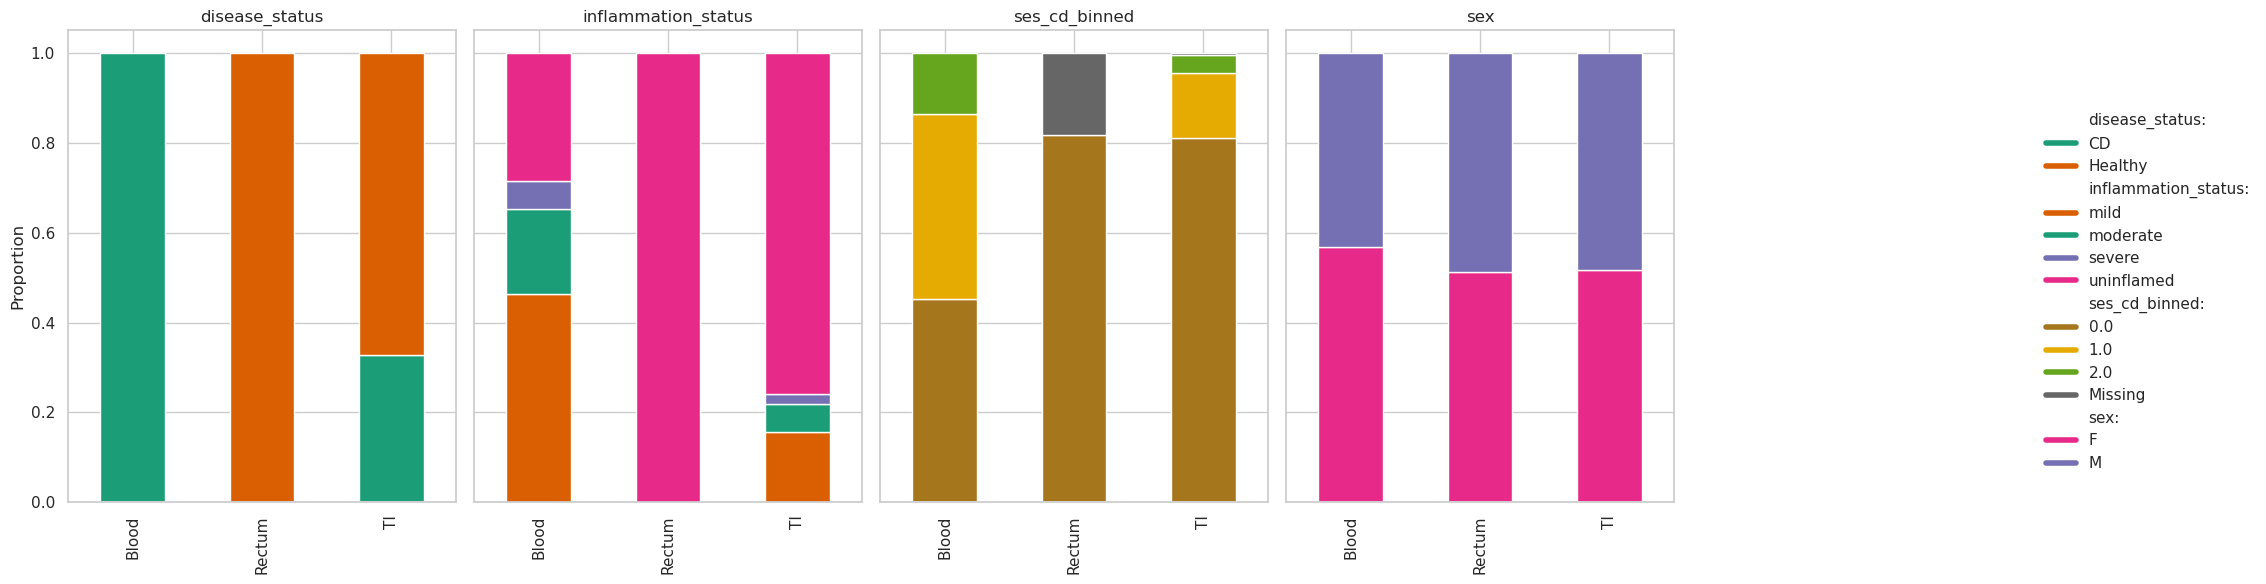 disease_status
inflammation_status
ses_cd_binned
sex
Proportion
1.0
0.8
0.6
0.4
0.2
0.0
Blood
Rectum
TI
Blood
Rectum
TI
Blood
Rectum
TI
Blood
Rectum
TI
disease_status:
CD
Healthy
inflammation_status:
mild
moderate
severe
uninflamed
ses_cd_binned:
0.0
1.0
2.0
Missing
sex:
F
M